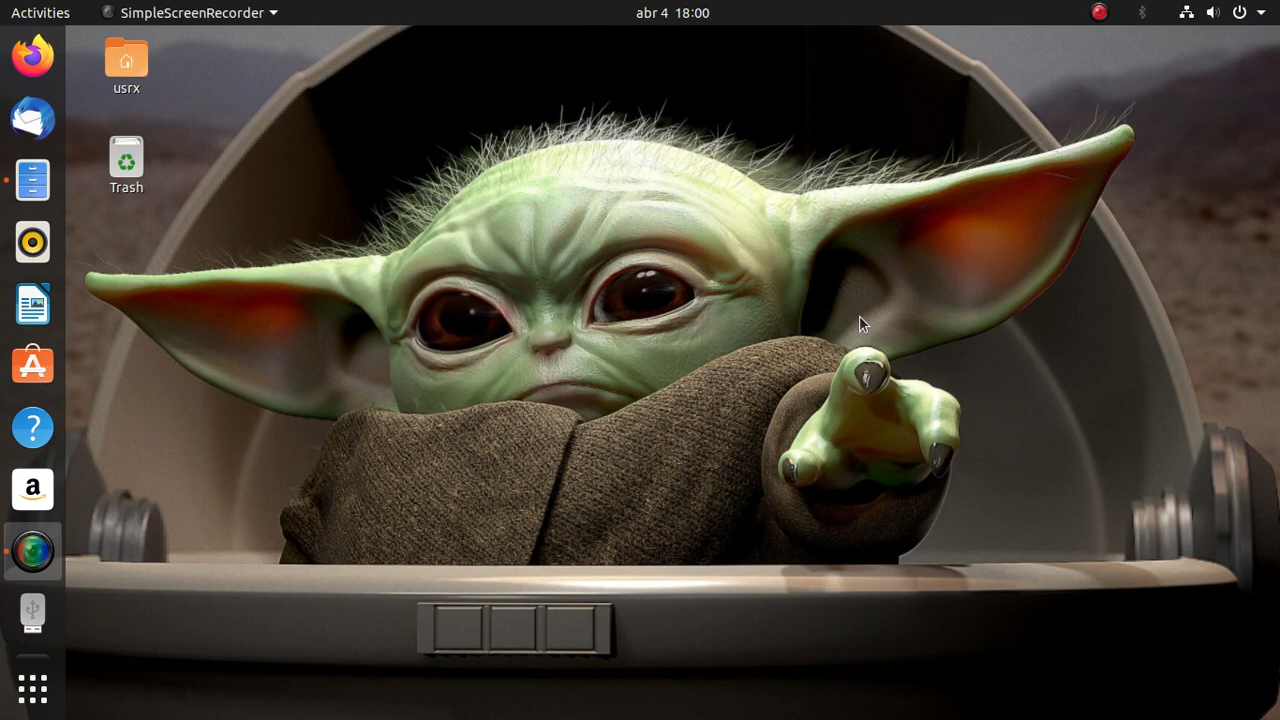 Activities
SimpleScreenRecorder
abr 4 18:00
usrx
Trash
?
a